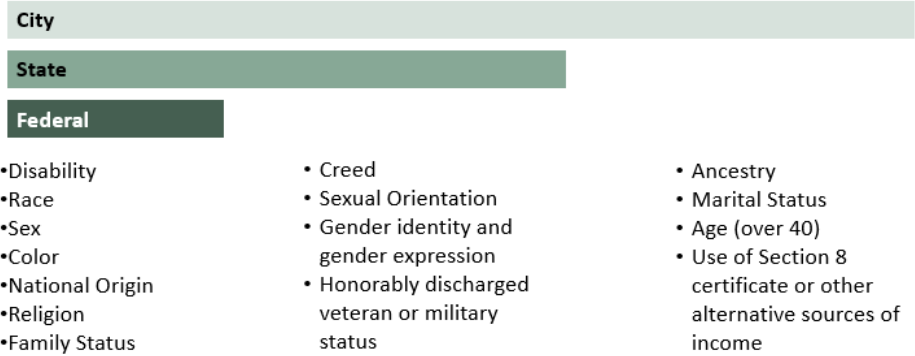 City
State
Federal
•Disability
•Race
•Sex
•Color
•National Origin
•Religion
•Family Status
• Creed
• Sexual Orientation
• Gender identity and
gender expression
• Honorably discharged
veteran or military
status
• Ancestry
• Marital Status
• Age (over 40)
• Use of Section 8
certificate or other
alternative sources of
income